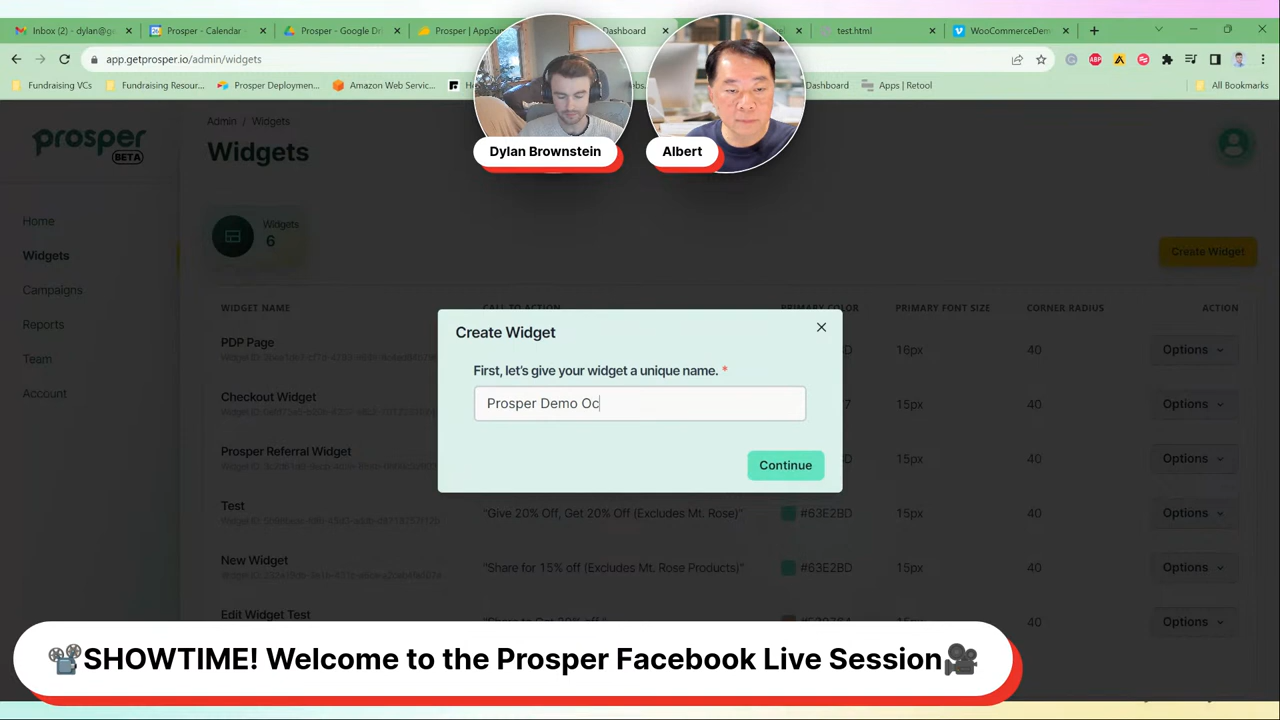 Inbox (2) - dylan@g
Prosper - Calendar
Prosper - Google Dri
Prosper | AppSu
Dashboard
test.html
WooCommerceDem
app.getprosper.io/admin/widgets
Fundraising VCs
Fundraising Resour...
Prosper Deploymen...
Amazon Web Servic...
Dashboard
Apps | Retool
All Bookmarks
Dylan Brownstein
Albert
prosper
BETA
Admin / Widgets
Widgets
Home
Widgets
Campaigns
Reports
Team
Account
Widgets
6
Create Widget
WIDGET NAME
CALL TO ACTION
PRIMARY COLOR
PRIMARY FONT SIZE
CORNER RADIUS
ACTION
PDP Page
16px
40
Options
Checkout Widget
15px
40
Options
Prosper Referral Widget
15px
40
Options
Test
"Give 20% Off, Get 20% Off (Excludes Mt. Rose)"
#63E2BD
15px
40
Options
New Widget
"Share for 15% off (Excludes Mt. Rose Products)"
#63E2BD
15px
40
Options
Edit Widget Test
40
Options
Create Widget
First, let's give your widget a unique name. *
Prosper Demo Oc
Continue
SHOWTIME! Welcome to the Prosper Facebook Live Session